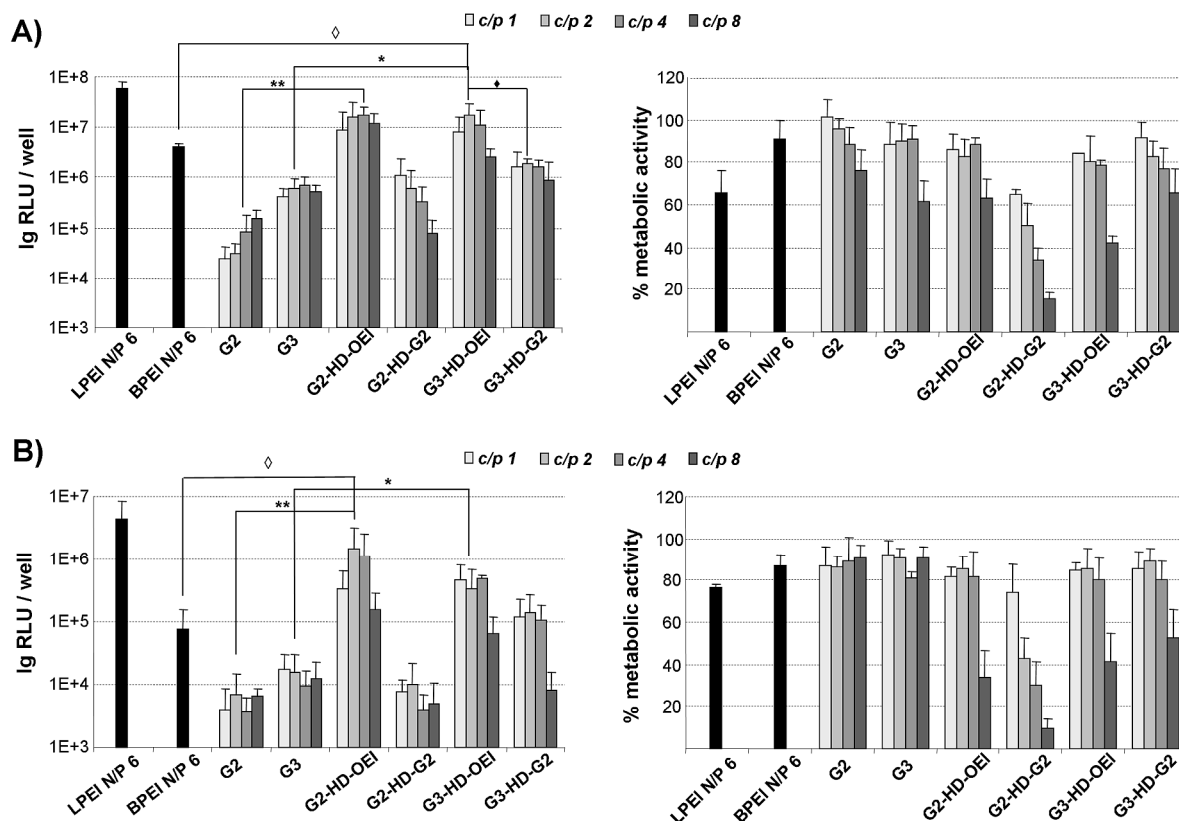 A)
c/p 1 c/p 2 c/p 4 c/p 8
◊
*
**
♦
lg RLU / well
1E+8
1E+7
1E+6
1E+5
1E+4
1E+3
LPEI N/P 6
BPEI N/P 6
G2
G3
G2-HD-OEI
G2-HD-G2
G3-HD-OEI
G3-HD-G2
% metabolic activity
120
100
80
60
40
20
LPEI N/P 6
BPEI N/P 6
G2
G3
G2-HD-OEI
G2-HD-G2
G3-HD-OEI
G3-HD-G2
B)
c/p 1 c/p 2 c/p 4 c/p 8
◊
*
**
lg RLU / well
1E+7
1E+6
1E+5
1E+4
1E+3
LPEI N/P 6
BPEI N/P 6
G2
G3
G2-HD-OEI
G2-HD-G2
G3-HD-OEI
G3-HD-G2
% metabolic activity
120
100
80
60
40
20
LPEI N/P 6
BPEI N/P 6
G2
G3
G2-HD-OEI
G2-HD-G2
G3-HD-OEI
G3-HD-G2